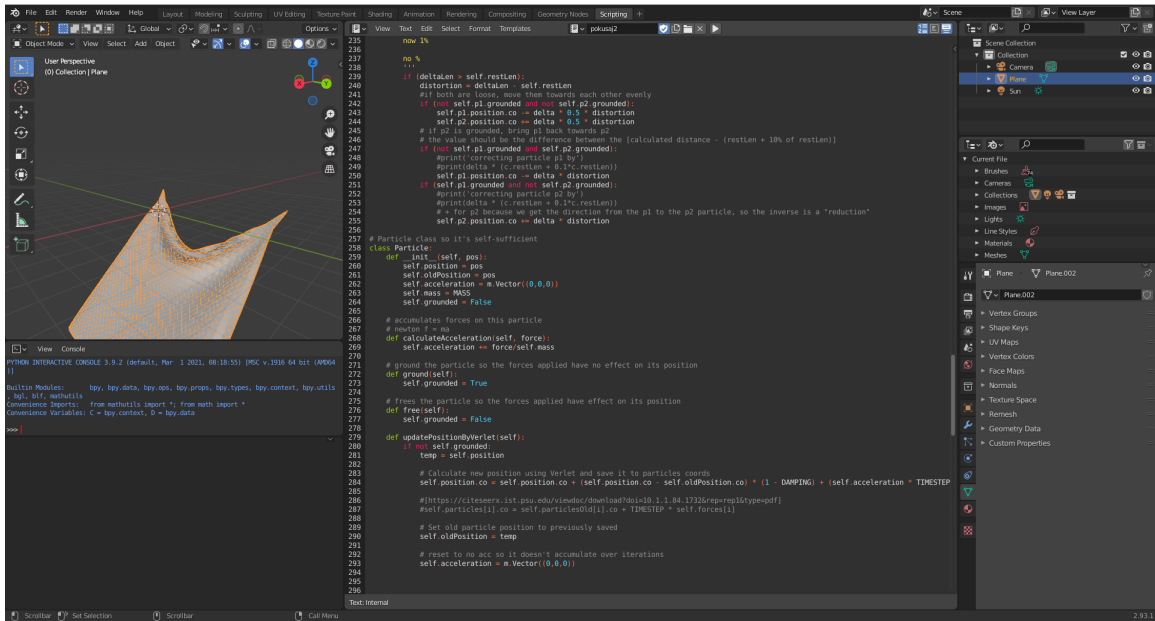 File Edit Render Window Help Layout Modeling Sculpting UV Editing Texture Paint Shading Animation Rendering Compositing Geometry Nodes Scripting + Scene View Layer
Global Options View Text Edit Select Format Templates pokusaj2
Object Mode View Select Add Object
User Perspective
(0) Collection | Plane
235 now 1%
236
237 no %
238 '''
239 if (deltaLen > self.restLen):
240 distortion = deltaLen - self.restLen
241 #if both are loose, move them towards each other evenly
242 if (not self.p1.grounded and not self.p2.grounded):
243 self.p1.position.co -= delta * 0.5 * distortion
244 self.p2.position.co += delta * 0.5 * distortion
245 # if p2 is grounded, bring p1 back towards p2
246 # the value should be the difference between the [calculated distance - (restLen + 10% of restLen)]
247 if (not self.p1.grounded and self.p2.grounded):
248 #print('correcting particle p1 by')
249 #print(delta * (c.restLen + 0.1*c.restLen))
250 self.p1.position.co -= delta * distortion
251 if (self.p1.grounded and not self.p2.grounded):
252 #print('correcting particle p2 by')
253 #print(delta * (c.restLen + 0.1*c.restLen))
254 # + for p2 because we get the direction from the p1 to the p2 particle, so the inverse is a "reduction"
255 self.p2.position.co += delta * distortion
256
257 # Particle class so it's self-sufficient
258 class Particle:
259 def __init__(self, pos):
260 self.position = pos
261 self.oldPosition = pos
262 self.acceleration = m.Vector((0,0,0))
263 self.mass = MASS
264 self.grounded = False
265
266 # accumulates forces on this particle
267 # newton f = ma
268 def calculateAcceleration(self, force):
269 self.acceleration += force/self.mass
270
271 # ground the particle so the forces applied have no effect on its position
272 def ground(self):
273 self.grounded = True
274
275 # frees the particle so the forces applied have effect on its position
276 def free(self):
277 self.grounded = False
278
279 def updatePositionByVerlet(self):
280 if not self.grounded:
281 temp = self.position
282
283 # Calculate new position using Verlet and save it to particles coords
284 self.position.co = self.position.co + (self.position.co - self.oldPosition.co) * (1 - DAMPING) + (self.acceleration * TIMESTEP
285
286 #[https://citeseerx.ist.psu.edu/viewdoc/download?doi=10.1.1.84.1732&rep=rep1&type=pdf]
287 #self.particles[i].co = self.particlesOld[i].co + TIMESTEP * self.forces[i]
288
289 # Set old particle position to previously saved
290 self.oldPosition = temp
291
292 # reset to no acc so it doesn't accumulate over iterations
293 self.acceleration = m.Vector((0,0,0))
294
295
296
Text: Internal
View Console
PYTHON INTERACTIVE CONSOLE 3.9.2 (default, Mar 1 2021, 08:18:55) [MSC v.1916 64 bit (AMD64
)]
Builtin Modules: bpy, bpy.data, bpy.ops, bpy.props, bpy.types, bpy.context, bpy.utils
, bgl, blf, mathutils
Convenience Imports: from mathutils import *; from math import *
Convenience Variables: C = bpy.context, D = bpy.data
>>>
Scene Collection
Collection
Camera
Plane
Sun
Current File
Brushes
Cameras
Collections
Images
Lights
Line Styles
Materials
Meshes
Plane Plane.002
Plane.002
Vertex Groups
Shape Keys
UV Maps
Vertex Colors
Face Maps
Normals
Texture Space
Remesh
Geometry Data
Custom Properties
Scrollbar Set Selection Scrollbar Call Menu 2.93.1